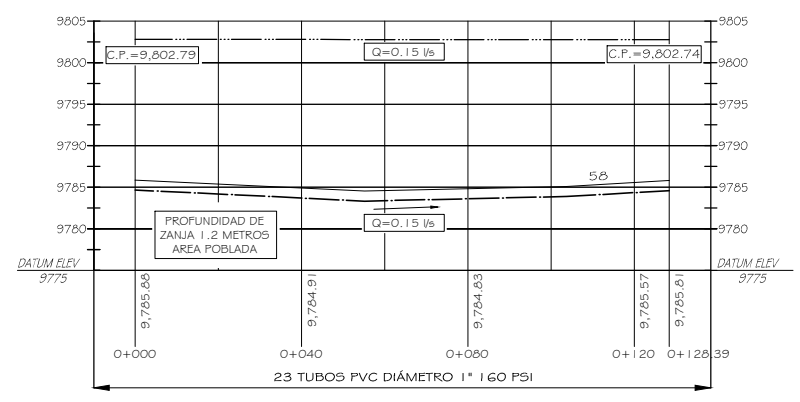 9805
9805
C.P.=9,802.79
Q=0.15 l/s
C.P.=9,802.74
9800
9800
9795
9795
9790
9790
58
9785
9785
PROFUNDIDAD DE
ZANJA 1.2 METROS
AREA POBLADA
Q=0.15 l/s
9780
9780
DATUM ELEV
9775
DATUM ELEV
9775
9,785.88
9,784.91
9,784.83
9,785.57
9,785.81
0+000
0+040
0+080
0+120
0+128.39
23 TUBOS PVC DIÁMETRO 1" 160 PSI